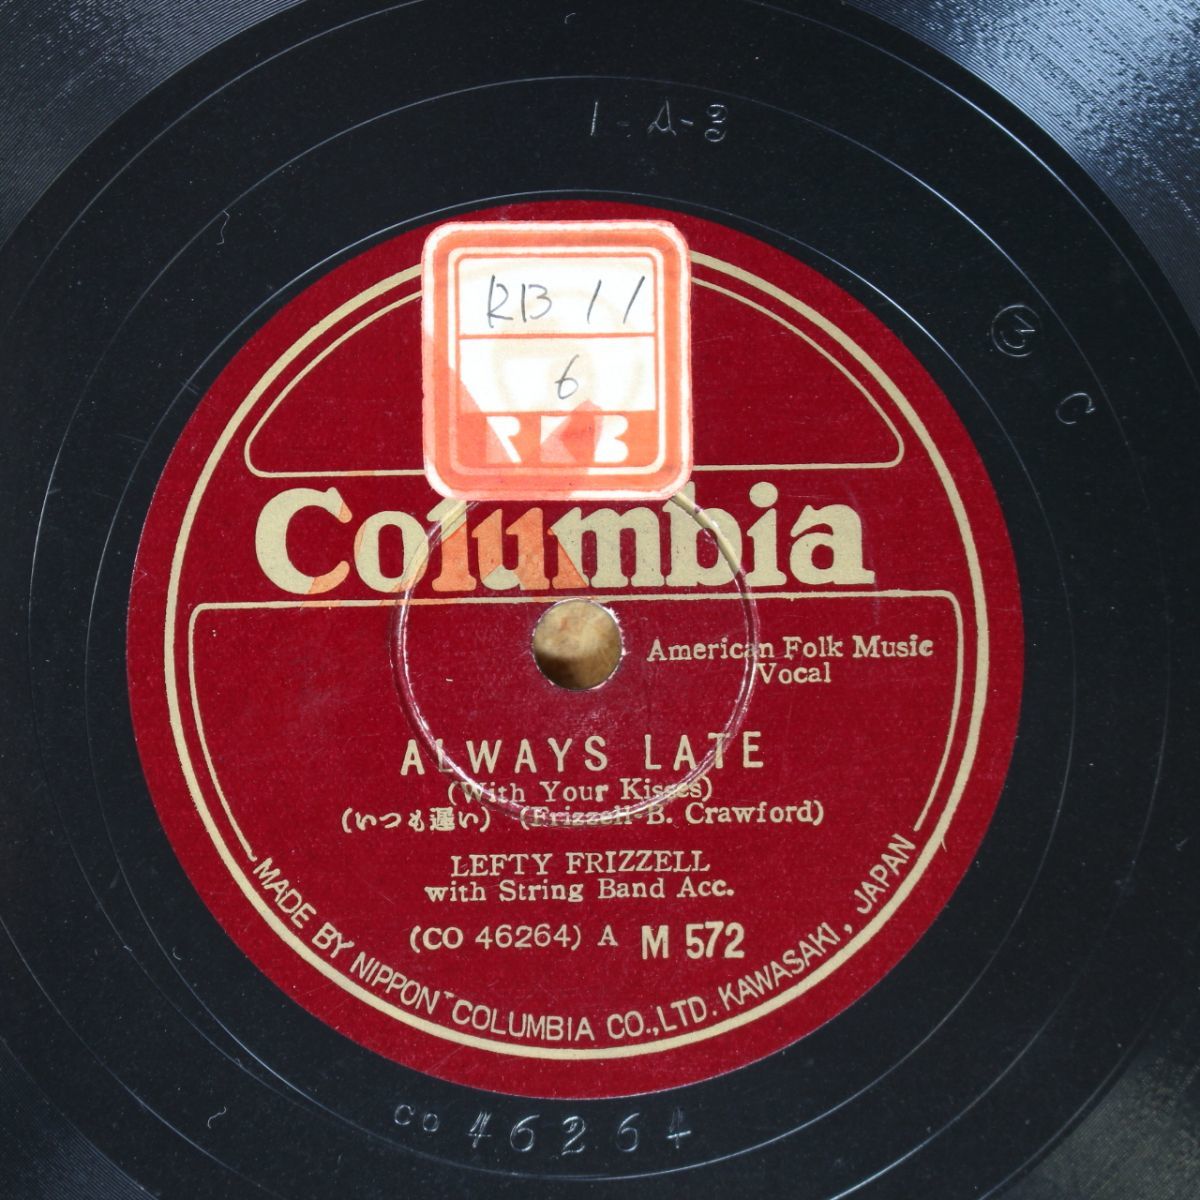 1-A-3
C
RB 11
6
RKB
Columbia
American Folk Music
Vocal
ALWAYS LATE
(With Your Kisses)
(いつも遅い) (Frizzell-B. Crawford)
LEFTY FRIZZELL
with String Band Acc.
(CO 46264) A M 572
MADE BY NIPPON COLUMBIA CO., LTD. KAWASAKI, JAPAN
CO 46264